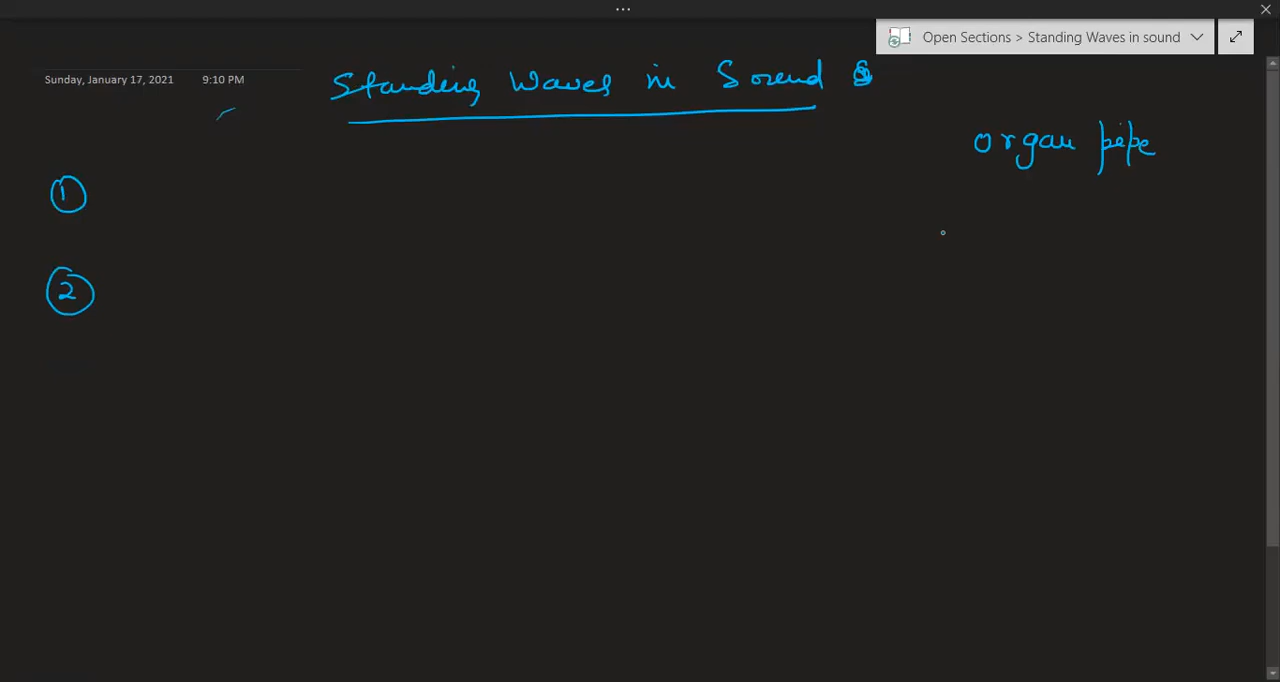 ...
Open Sections > Standing Waves in sound
Sunday, January 17, 2021 9:10 PM
Standing Waves in Sound
organ pipe
1
2